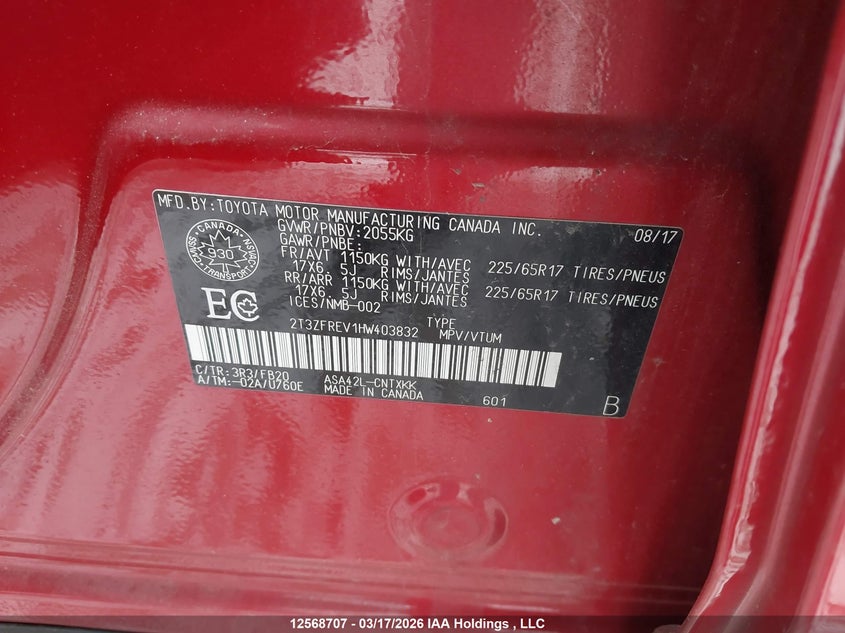 MFD.BY:TOYOTA MOTOR MANUFACTURING CANADA INC. 08/17
GVWR/PNBV:2055KG
GAWR/PNBE:
FR/AVT 1150KG WITH/AVEC 225/65R17 TIRES/PNEUS
17X6.5J RIMS/JANTES
RR/ARR 1150KG WITH/AVEC 225/65R17 TIRES/PNEUS
17X6.5J RIMS/JANTES
ICES/NMB-002
CANADA
930
TRANSPORT
EC
2T3ZFREV1HW403832 TYPE
MPV/VTUM
C/TR:3R3/FB20 ASA42L-CNTXKK
A/TM:-02A/U760E MADE IN CANADA 601 B
12568707 - 03/17/2026 IAA Holdings , LLC